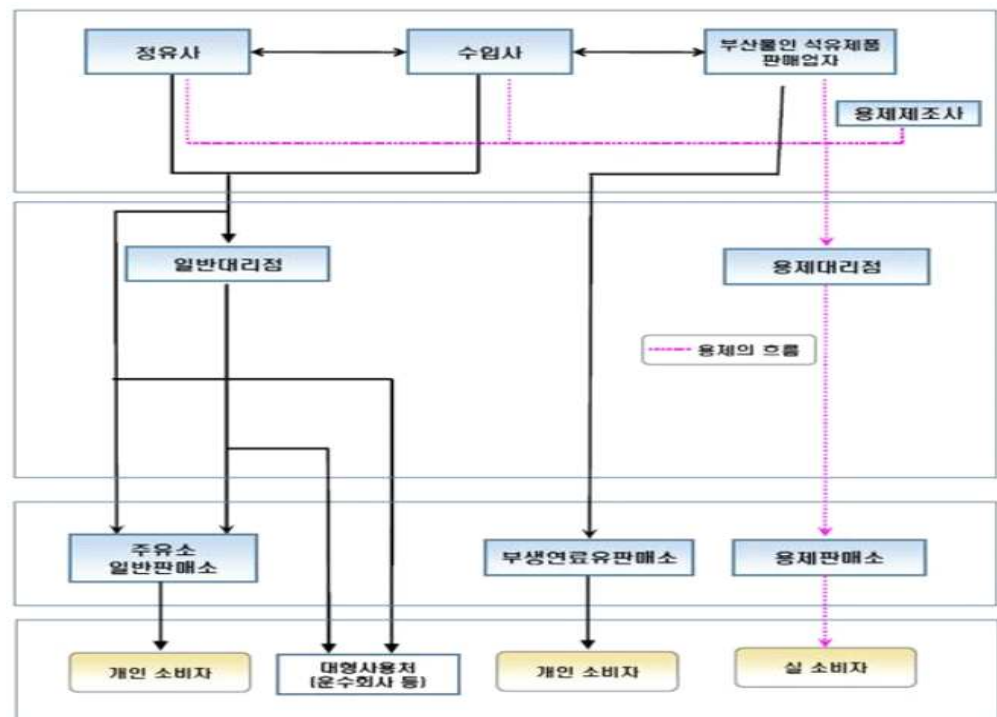 정유사
수입사
부산물인 석유제품
판매업자
용제제조사
일반대리점
용제대리점
용제의 흐름
주유소
일반판매소
부생연료유판매소
용제판매소
개인 소비자
대형사용처
(운수회사 등)
개인 소비자
실 소비자